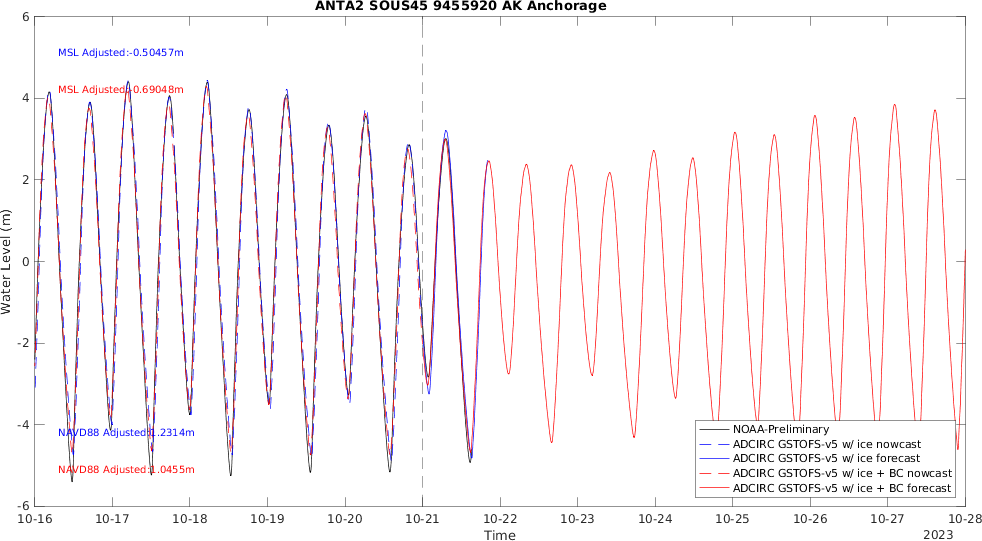 ANTA2 SOUS45 9455920 AK Anchorage
6
MSL Adjusted:-0.50457m
MSL Adjusted:-0.69048m
4
2
0
Water Level (m)
-2
-4
NAVD88 Adjusted:1.2314m
NAVD88 Adjusted:1.0455m
-6
NOAA-Preliminary
ADCIRC GSTOFS-v5 w/ ice nowcast
ADCIRC GSTOFS-v5 w/ ice forecast
ADCIRC GSTOFS-v5 w/ ice + BC nowcast
ADCIRC GSTOFS-v5 w/ ice + BC forecast
10-16 10-17 10-18 10-19 10-20 10-21 10-22 10-23 10-24 10-25 10-26 10-27 10-28
Time
2023